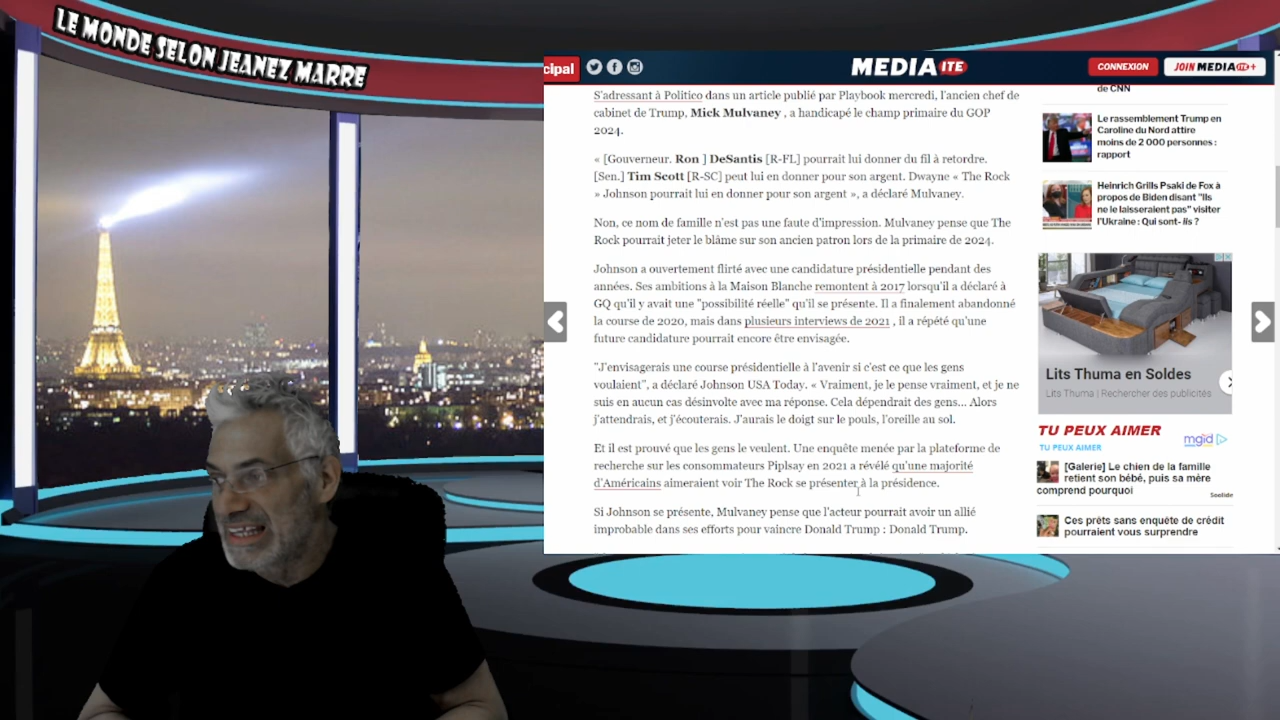 LE MONDE SELON JEANEZ MARRE
cipal
MEDIAITE
CONNEXION
JOIN MEDIAITE+
S'adressant à Politico dans un article publié par Playbook mercredi, l'ancien chef de
cabinet de Trump, Mick Mulvaney , a handicapé le champ primaire du GOP
2024.
« [Gouverneur. Ron ] DeSantis [R-FL] pourrait lui donner du fil à retordre.
[Sen.] Tim Scott [R-SC] peut lui en donner pour son argent. Dwayne « The Rock
» Johnson pourrait lui en donner pour son argent », a déclaré Mulvaney.
Non, ce nom de famille n'est pas une faute d'impression. Mulvaney pense que The
Rock pourrait jeter le blâme sur son ancien patron lors de la primaire de 2024.
Johnson a ouvertement flirté avec une candidature présidentielle pendant des
années. Ses ambitions à la Maison Blanche remontent à 2017 lorsqu'il a déclaré à
GQ qu'il y avait une "possibilité réelle" qu'il se présente. Il a finalement abandonné
la course de 2020, mais dans plusieurs interviews de 2021 , il a répété qu'une
future candidature pourrait encore être envisagée.
"J'envisagerais une course présidentielle à l'avenir si c'est ce que les gens
voulaient", a déclaré Johnson USA Today. « Vraiment, je le pense vraiment, et je ne
suis en aucun cas désinvolte avec ma réponse. Cela dépendrait des gens... Alors
j'attendrais, et j'écouterais. J'aurais le doigt sur le pouls, l'oreille au sol.
Et il est prouvé que les gens le veulent. Une enquête menée par la plateforme de
recherche sur les consommateurs Piplsay en 2021 a révélé qu'une majorité
d'Américains aimeraient voir The Rock se présenter à la présidence.
Si Johnson se présente, Mulvaney pense que l'acteur pourrait avoir un allié
improbable dans ses efforts pour vaincre Donald Trump : Donald Trump.
de CNN
Le rassemblement Trump en
Caroline du Nord attire
moins de 2 000 personnes :
rapport
Heinrich Grills Psaki de Fox à
propos de Biden disant "ils
ne le laisseraient pas" visiter
l'Ukraine : Qui sont- ils ?
Lits Thuma en Soldes
Lits Thuma | Rechercher des publicités
TU PEUX AIMER
TU PEUX AIMER
mgid
[Galerie] Le chien de la famille
retient son bébé, puis sa mère
comprend pourquoi
Soolide
Ces prêts sans enquête de crédit
pourraient vous surprendre